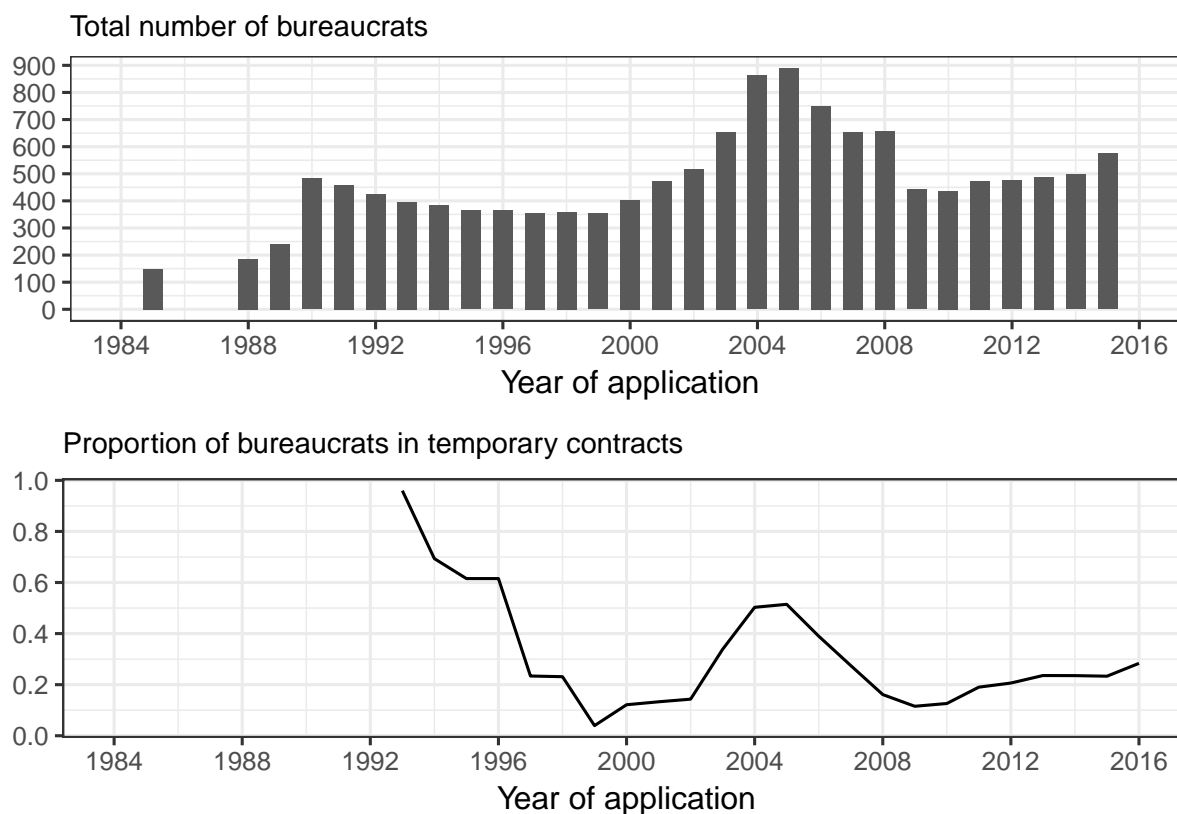 Total number of bureaucrats
900
800
700
600
500
400
300
200
100
0
1984 1988 1992 1996 2000 2004 2008 2012 2016
Year of application
Proportion of bureaucrats in temporary contracts
1.0
0.8
0.6
0.4
0.2
0.0
1984 1988 1992 1996 2000 2004 2008 2012 2016
Year of application